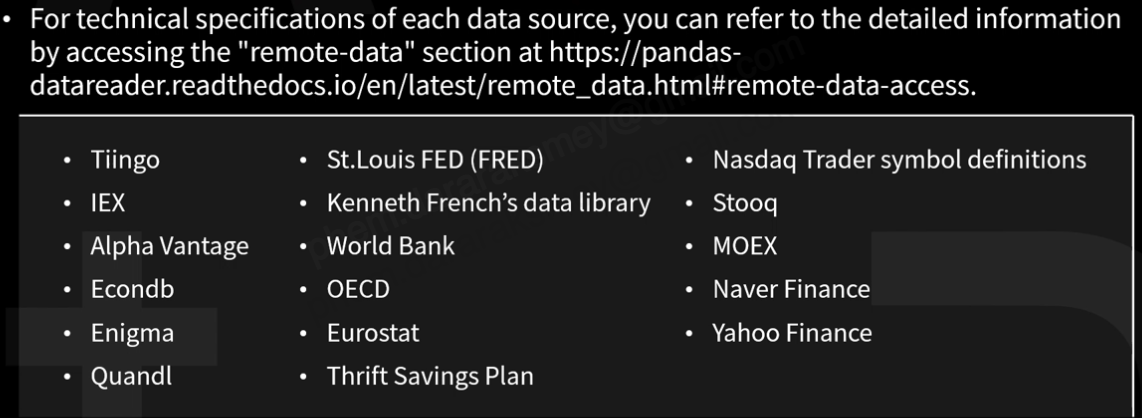 • For technical specifications of each data source, you can refer to the detailed information
by accessing the "remote-data" section at https://pandas-
datareader.readthedocs.io/en/latest/remote_data.html#remote-data-access.
• Tiingo
• IEX
• Alpha Vantage
• Econdb
• Enigma
• Quandl
• St.Louis FED (FRED)
• Kenneth French’s data library
• World Bank
• OECD
• Eurostat
• Thrift Savings Plan
• Nasdaq Trader symbol definitions
• Stooq
• MOEX
• Naver Finance
• Yahoo Finance